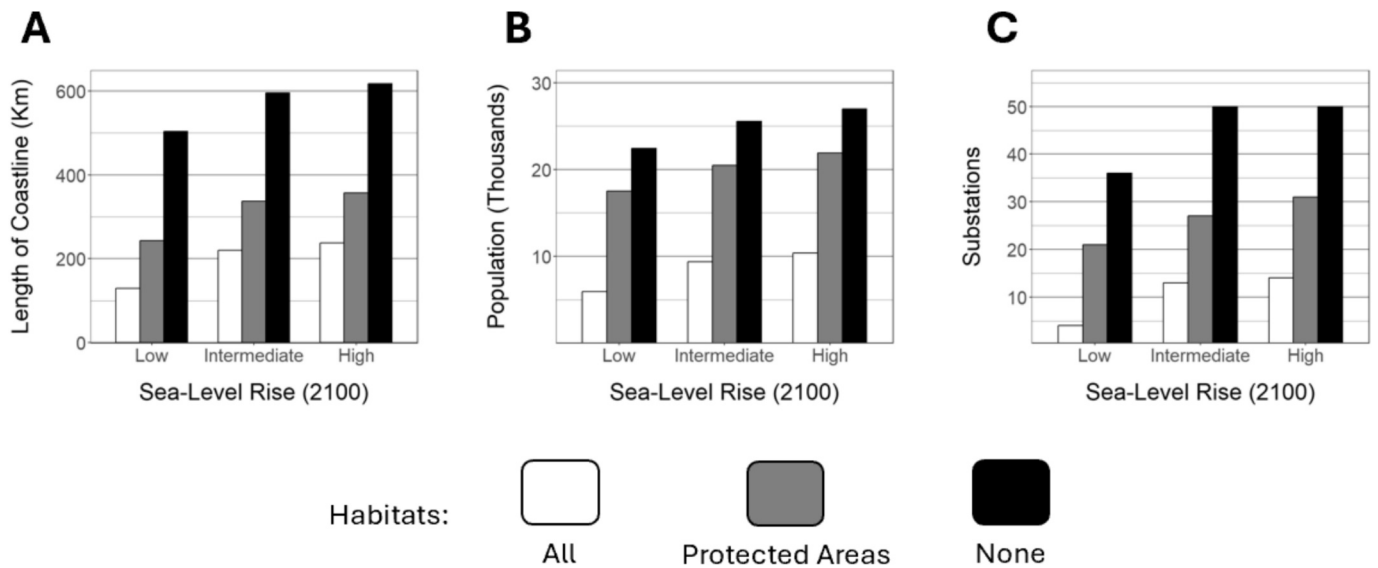 A
B
C
Length of Coastline (Km)
600
400
200
0
Low
Intermediate
High
Sea-Level Rise (2100)
Population (Thousands)
30
20
10
Low
Intermediate
High
Sea-Level Rise (2100)
Substations
50
40
30
20
10
Low
Intermediate
High
Sea-Level Rise (2100)
Habitats:
All
Protected Areas
None